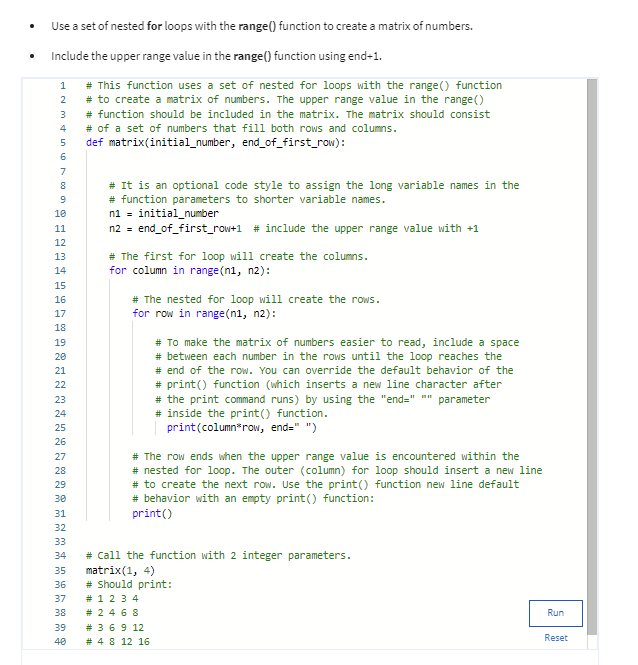 • Use a set of nested for loops with the range() function to create a matrix of numbers.
• Include the upper range value in the range() function using end+1.
1 # This function uses a set of nested for loops with the range() function
2 # to create a matrix of numbers. The upper range value in the range()
3 # function should be included in the matrix. The matrix should consist
4 # of a set of numbers that fill both rows and columns.
5 def matrix(initial_number, end_of_first_row):
6
7
8 # It is an optional code style to assign the long variable names in the
9 # function parameters to shorter variable names.
10 n1 = initial_number
11 n2 = end_of_first_row+1  # include the upper range value with +1
12
13 # The first for loop will create the columns.
14 for column in range(n1, n2):
15
16 # The nested for loop will create the rows.
17 for row in range(n1, n2):
18
19 # To make the matrix of numbers easier to read, include a space
20 # between each number in the rows until the loop reaches the
21 # end of the row. You can override the default behavior of the
22 # print() function (which inserts a new line character after
23 # the print command runs) by using the "end=" "" parameter
24 # inside the print() function.
25 print(column*row, end=" ")
26
27 # The row ends when the upper range value is encountered within the
28 # nested for loop. The outer (column) for loop should insert a new line
29 # to create the next row. Use the print() function new line default
30 # behavior with an empty print() function:
31 print()
32
33
34 # Call the function with 2 integer parameters.
35 matrix(1, 4)
36 # Should print:
37 # 1 2 3 4
38 # 2 4 6 8
39 # 3 6 9 12
40 # 4 8 12 16
Run
Reset